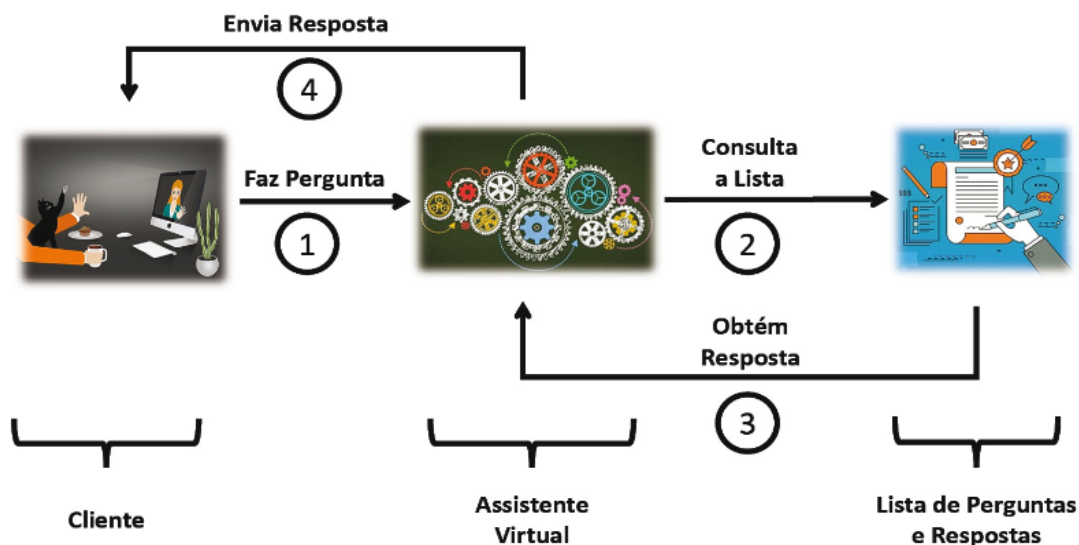 Envia Resposta
4
Faz Pergunta
1
Consulta
a Lista
2
Obtém
Resposta
3
Cliente
Assistente
Virtual
Lista de Perguntas
e Respostas
$$$